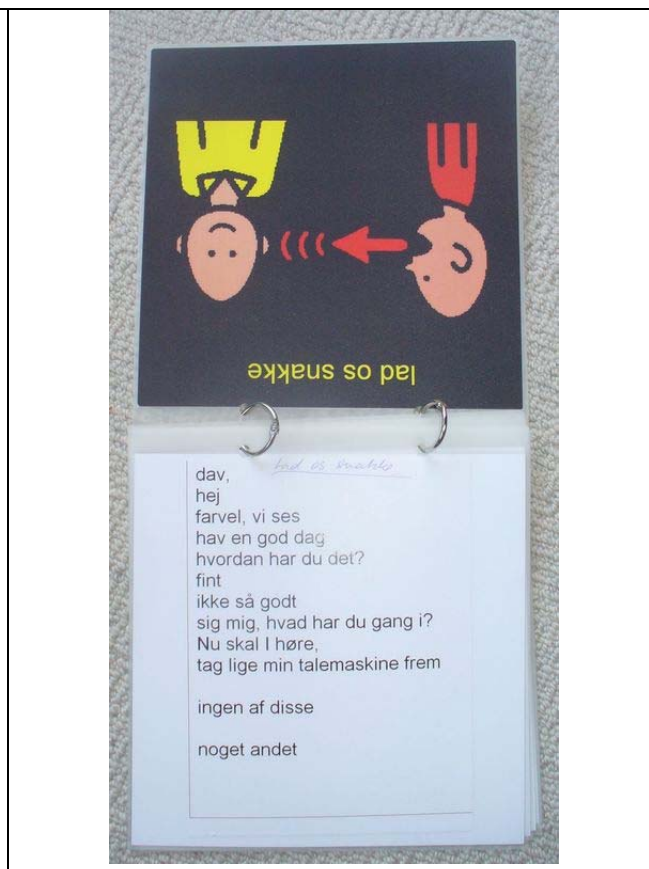 lad os snakke
lad os snakke
dav,
hej
farvel, vi ses
hav en god dag
hvordan har du det?
fint
ikke så godt
sig mig, hvad har du gang i?
Nu skal I høre,
tag lige min talemaskine frem
ingen af disse
noget andet